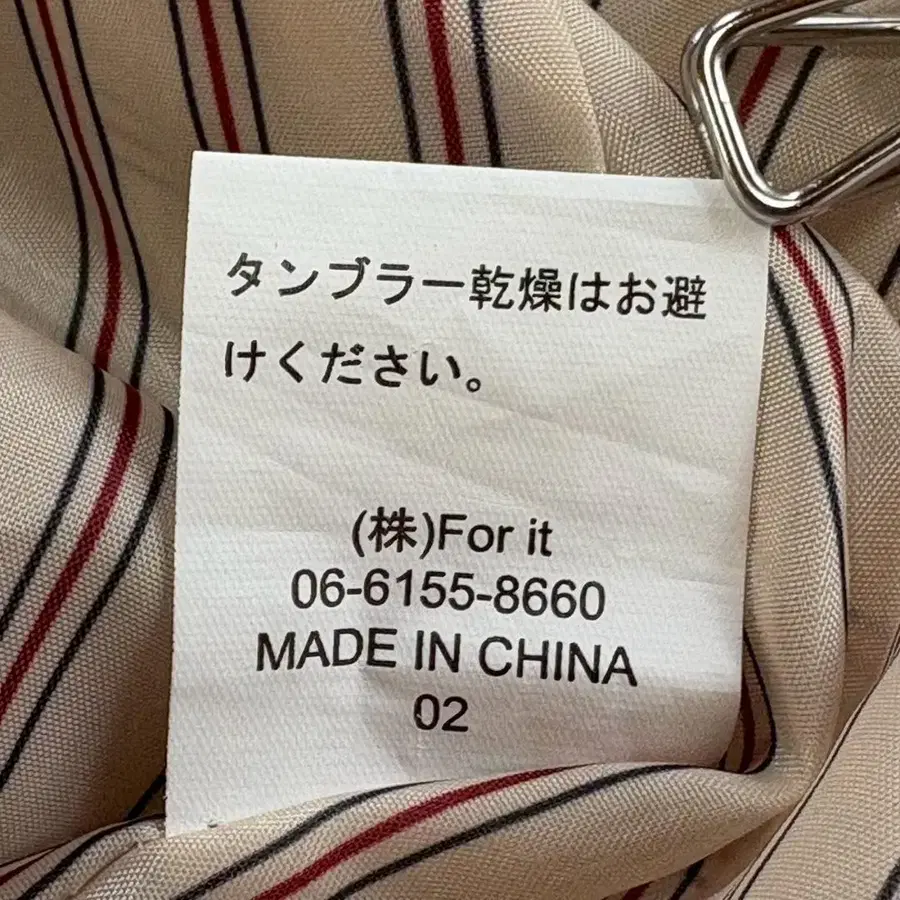 タンブラー乾燥はお避
けください。
(株)For it
06-6155-8660
MADE IN CHINA
02